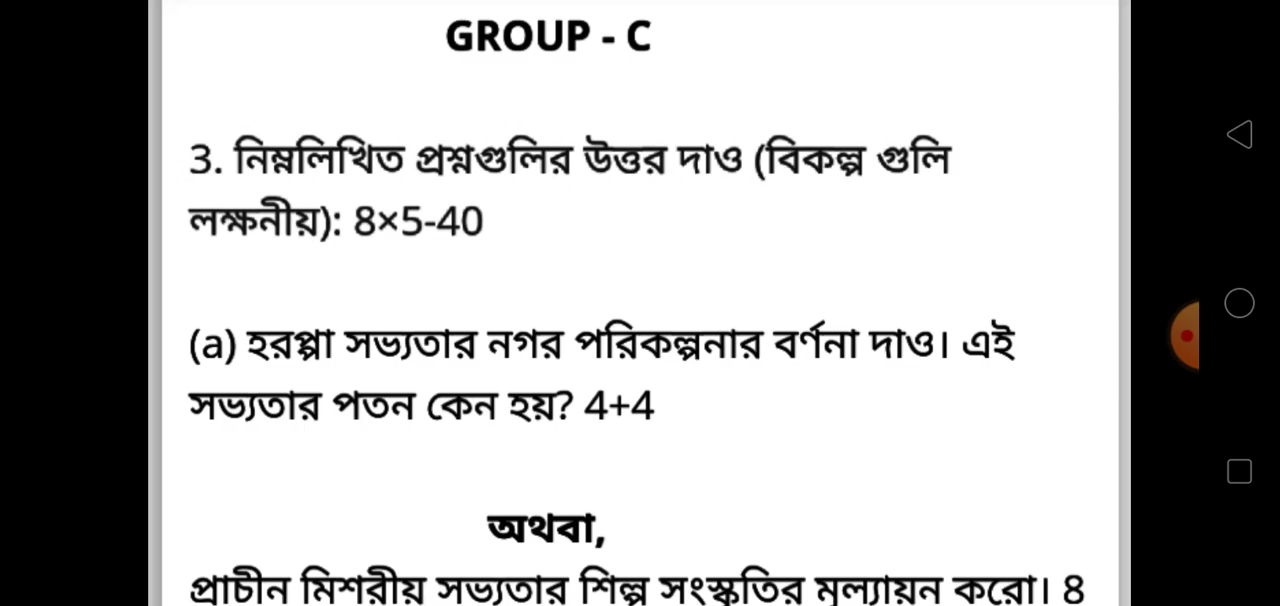 GROUP - C
3. নিম্নলিখিত প্রশ্নগুলির উত্তর দাও (বিকল্প গুলি
লক্ষনীয়): 8×5-40
(a) হরপ্পা সভ্যতার নগর পরিকল্পনার বর্ণনা দাও। এই
সভ্যতার পতন কেন হয়? 4+4
অথবা,
প্রাচীন মিশরীয় সভ্যতার শিল্প সংস্কৃতির মূল্যায়ন করো। 8